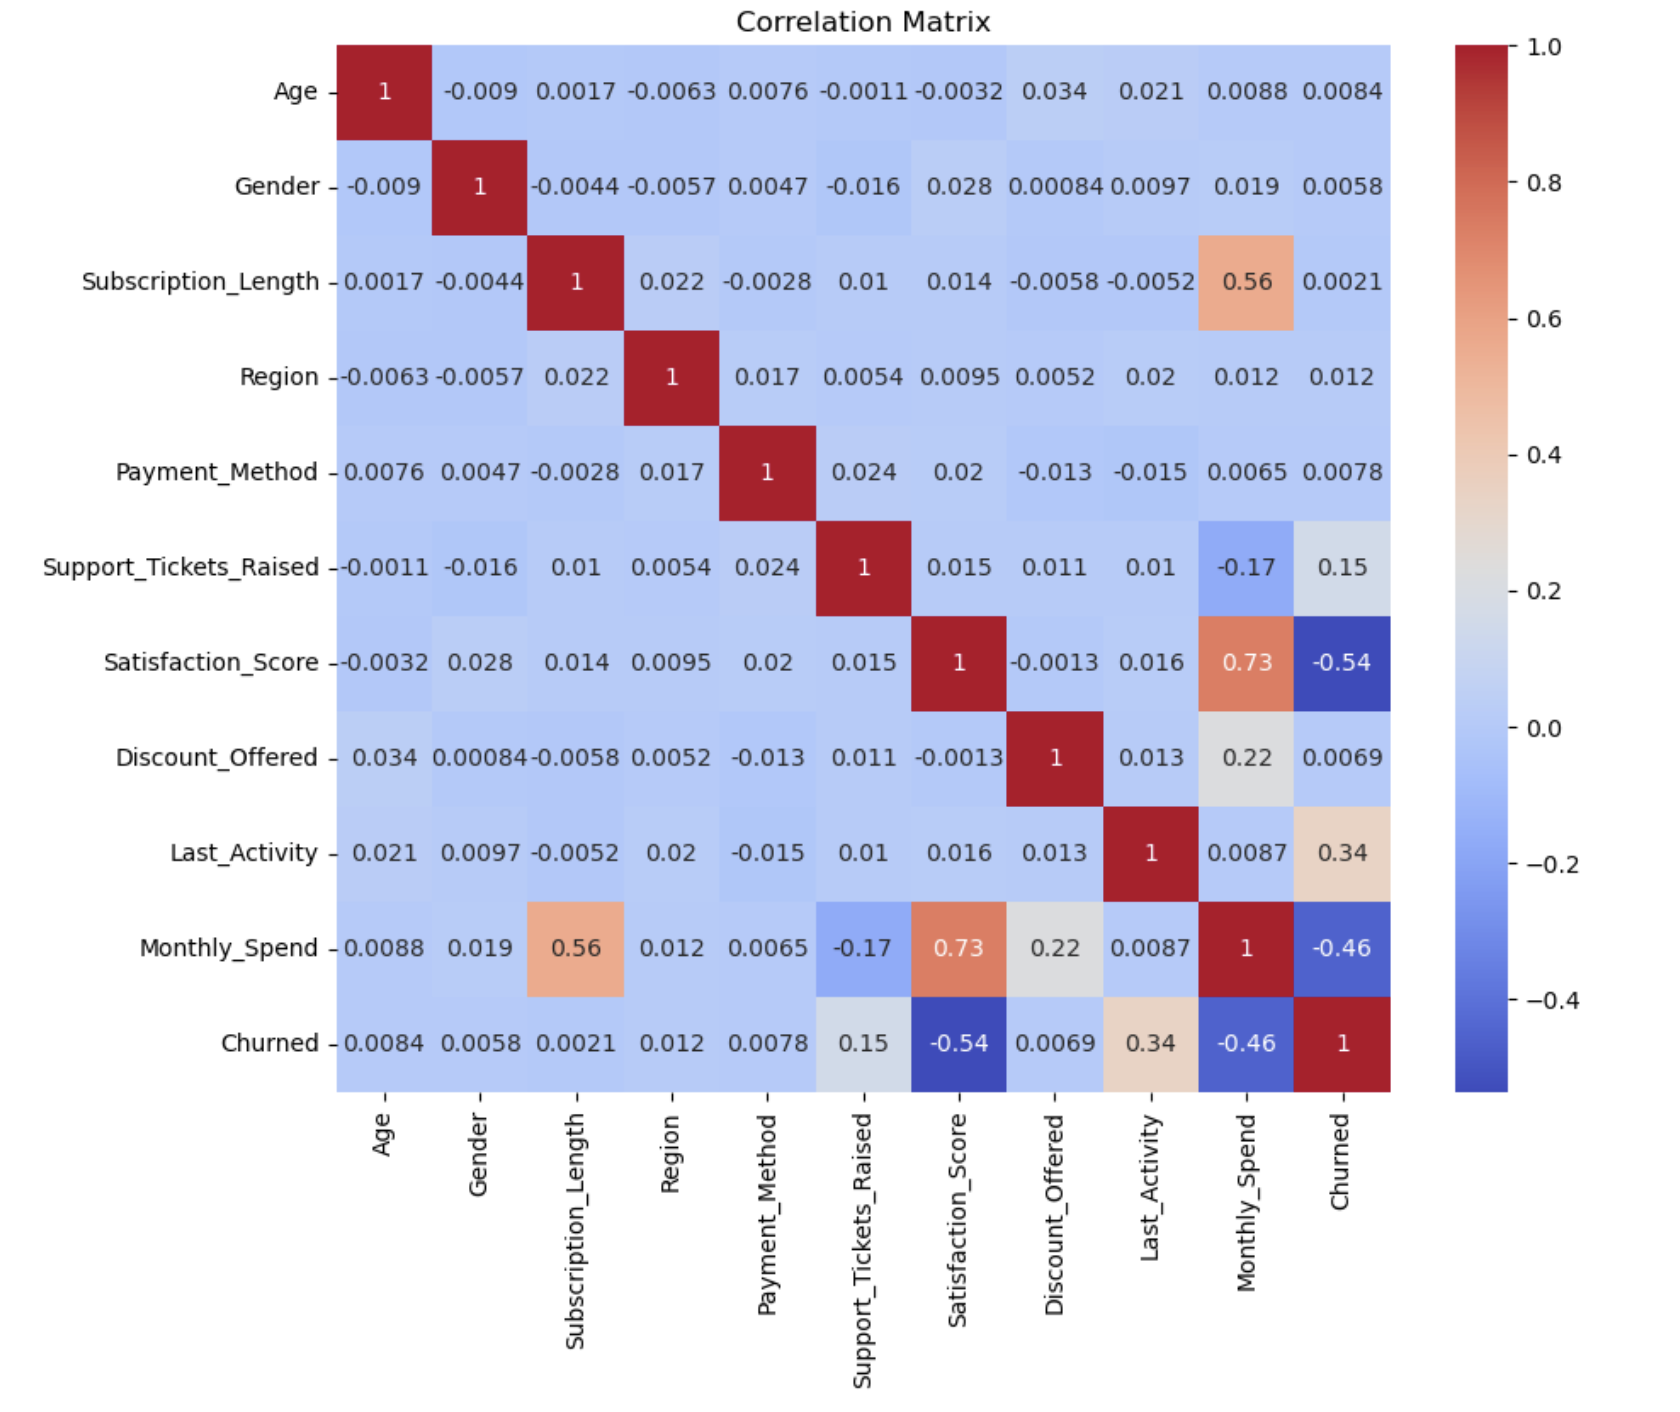 Correlation Matrix
Age 1 -0.009 0.0017 -0.0063 0.0076 -0.0011 -0.0032 0.034 0.021 0.0088 0.0084
Gender -0.009 1 -0.0044 -0.0057 0.0047 -0.016 0.028 0.00084 0.0097 0.019 0.0058
Subscription_Length 0.0017 -0.0044 1 0.022 -0.0028 0.01 0.014 -0.0058 -0.0052 0.56 0.0021
Region -0.0063 -0.0057 0.022 1 0.017 0.0054 0.0095 0.0052 0.02 0.012 0.012
Payment_Method 0.0076 0.0047 -0.0028 0.017 1 0.024 0.02 -0.013 -0.015 0.0065 0.0078
Support_Tickets_Raised -0.0011 -0.016 0.01 0.0054 0.024 1 0.015 0.011 0.01 -0.17 0.15
Satisfaction_Score -0.0032 0.028 0.014 0.0095 0.02 0.015 1 -0.0013 0.016 0.73 -0.54
Discount_Offered 0.034 0.00084 -0.0058 0.0052 -0.013 0.011 -0.0013 1 0.013 0.22 0.0069
Last_Activity 0.021 0.0097 -0.0052 0.02 -0.015 0.01 0.016 0.013 1 0.0087 0.34
Monthly_Spend 0.0088 0.019 0.56 0.012 0.0065 -0.17 0.73 0.22 0.0087 1 -0.46
Churned 0.0084 0.0058 0.0021 0.012 0.0078 0.15 -0.54 0.0069 0.34 -0.46 1
Age
Gender
Subscription_Length
Region
Payment_Method
Support_Tickets_Raised
Satisfaction_Score
Discount_Offered
Last_Activity
Monthly_Spend
Churned
1.0
0.8
0.6
0.4
0.2
0.0
−0.2
−0.4